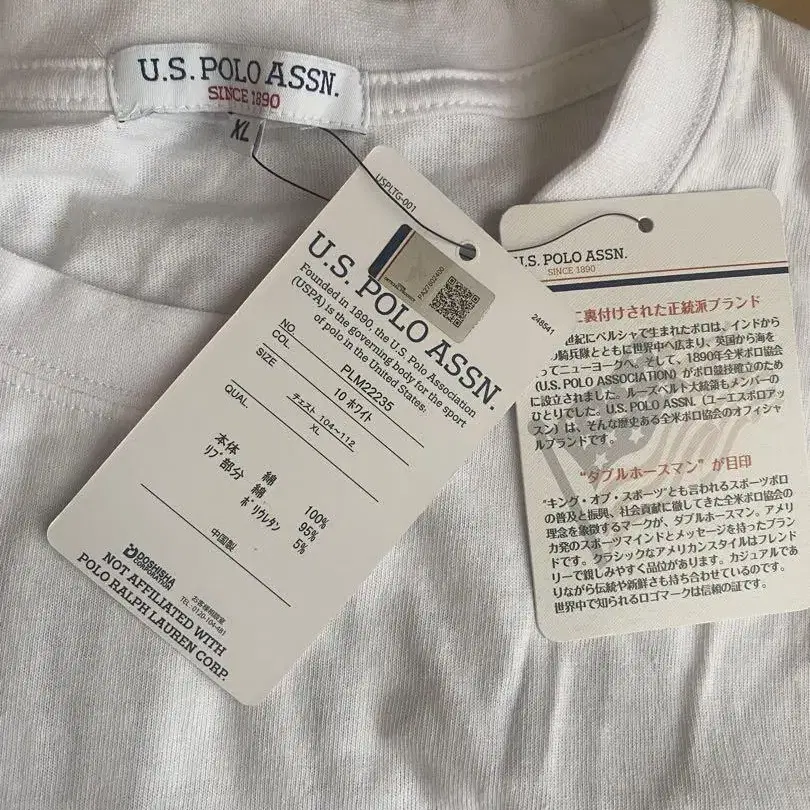 U.S. POLO ASSN.
SINCE 1890
XL
USPLTG-001
PA27602400
246541
U.S. POLO ASSN.
Founded in 1890, the U.S. Polo Association
(USPA) is the governing body for the sport
of polo in the United States.
NO. PLM22235
COL. 10 ホワイト
SIZE チェスト 104~112
XL
QUAL.
本体 綿 100%
リブ部分 綿 95%
ポリウレタン 5%
中国製
DOSHISHA
CORPORATION
お客様相談室
TEL: 0120-104-481
NOT AFFILIATED WITH
POLO RALPH LAUREN CORP.
U.S. POLO ASSN.
SINCE 1890
に裏付けされた正統派ブランド
世紀にペルシャで生まれたポロは、インドから
の騎兵隊とともに世界中へ広まり、英国から海を
ってニューヨークへ。そして、1890年全米ポロ協会
(U.S. POLO ASSOCIATION) がポロ競技確立のため
に設立されました。ルーズベルト大統領もメンバーの
ひとりでした。U.S. POLO ASSN. (ユーエスポロアッ
スン) は、そんな歴史ある全米ポロ協会のオフィシャ
ルブランドです。
"ダブルホースマン" が目印
"キング・オブ・スポーツ"とも言われるスポーツポロ
の普及と振興、社会貢献に徹してきた全米ポロ協会の
理念を象徴するマークが、ダブルホースマン。アメリ
カ発のスポーツマインドとメッセージを持ったブラン
ドです。クラシックなアメリカンスタイルはフレンド
リーで親しみやすく品位があります。カジュアルであ
りながら伝統や新鮮さも持ち合わせているのです。
世界中で知られるロゴマークは信頼の証です。